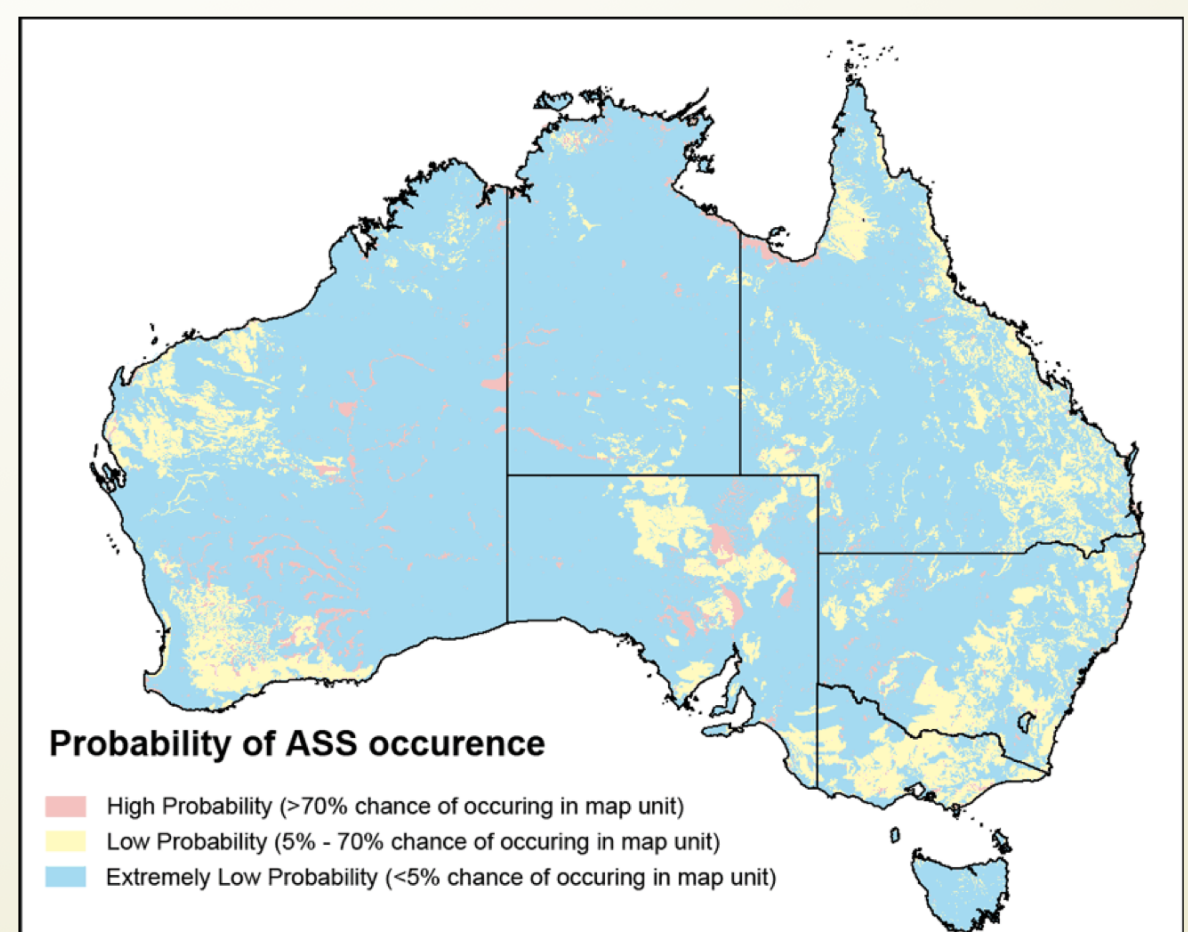 Probability of ASS occurence
High Probability (>70% chance of occuring in map unit)
Low Probability (5% - 70% chance of occuring in map unit)
Extremely Low Probability (<5% chance of occuring in map unit)